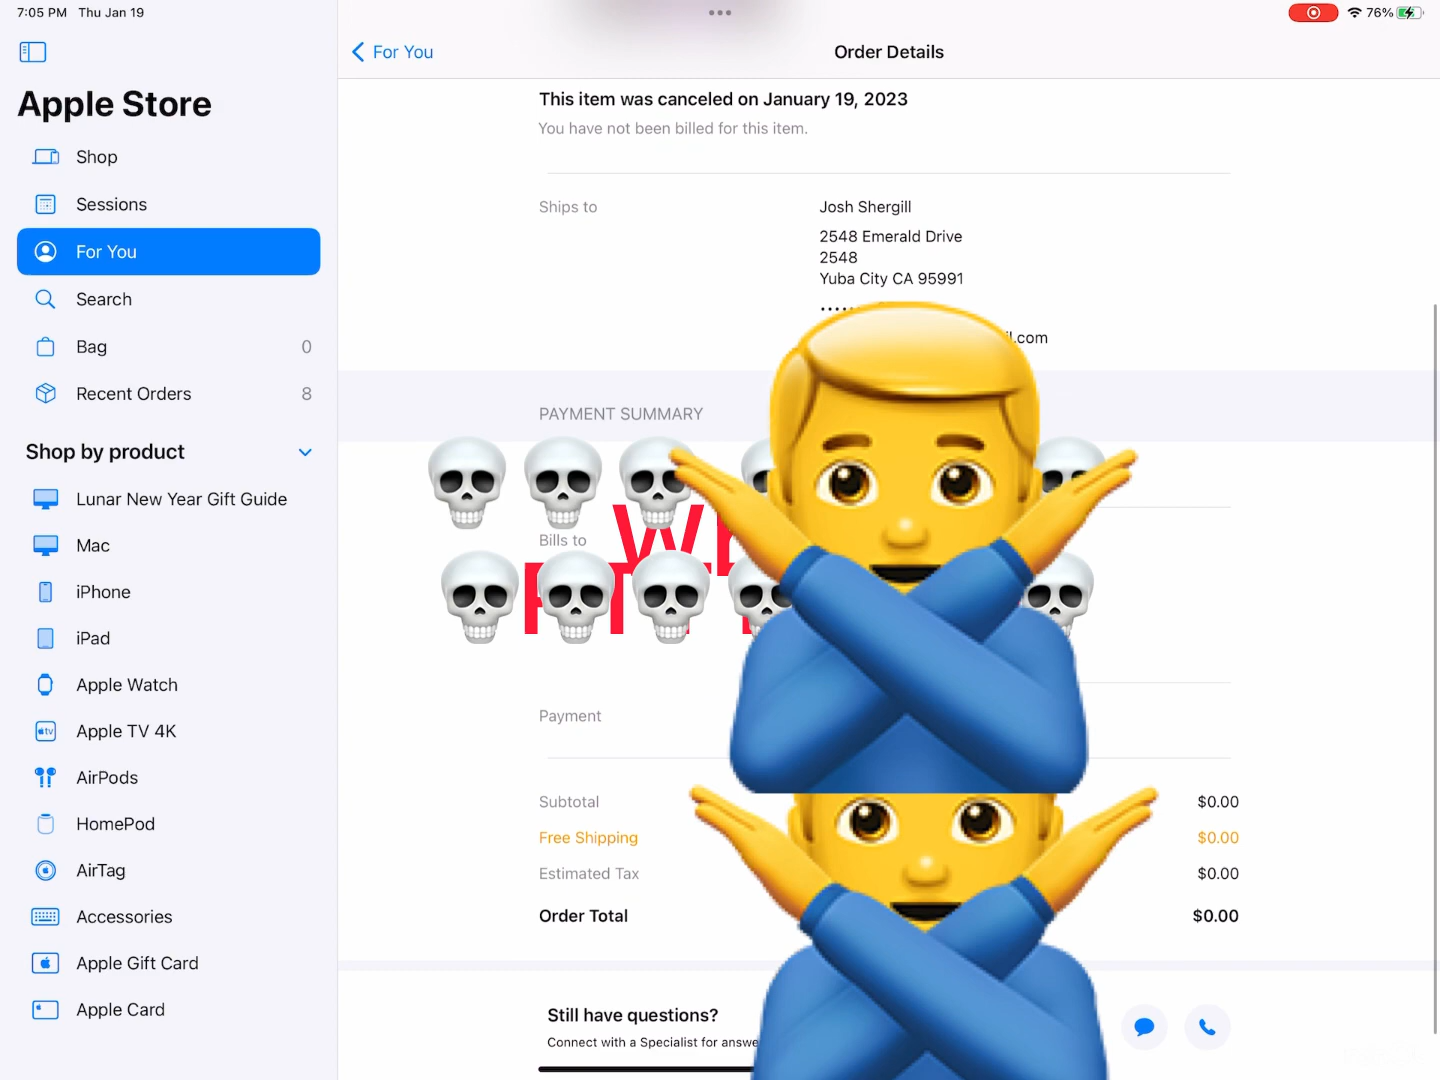 7:05 PM Thu Jan 19
76%
Apple Store
Shop
Sessions
For You
Search
Bag 0
Recent Orders 8
Shop by product
Lunar New Year Gift Guide
Mac
iPhone
iPad
Apple Watch
Apple TV 4K
AirPods
HomePod
AirTag
Accessories
Apple Gift Card
Apple Card
For You
Order Details
This item was canceled on January 19, 2023
You have not been billed for this item.
Ships to
Josh Shergill
2548 Emerald Drive
2548
Yuba City CA 95991
.com
PAYMENT SUMMARY
Bills to
Payment
Subtotal $0.00
Free Shipping $0.00
Estimated Tax $0.00
Order Total $0.00
Still have questions?
Connect with a Specialist for